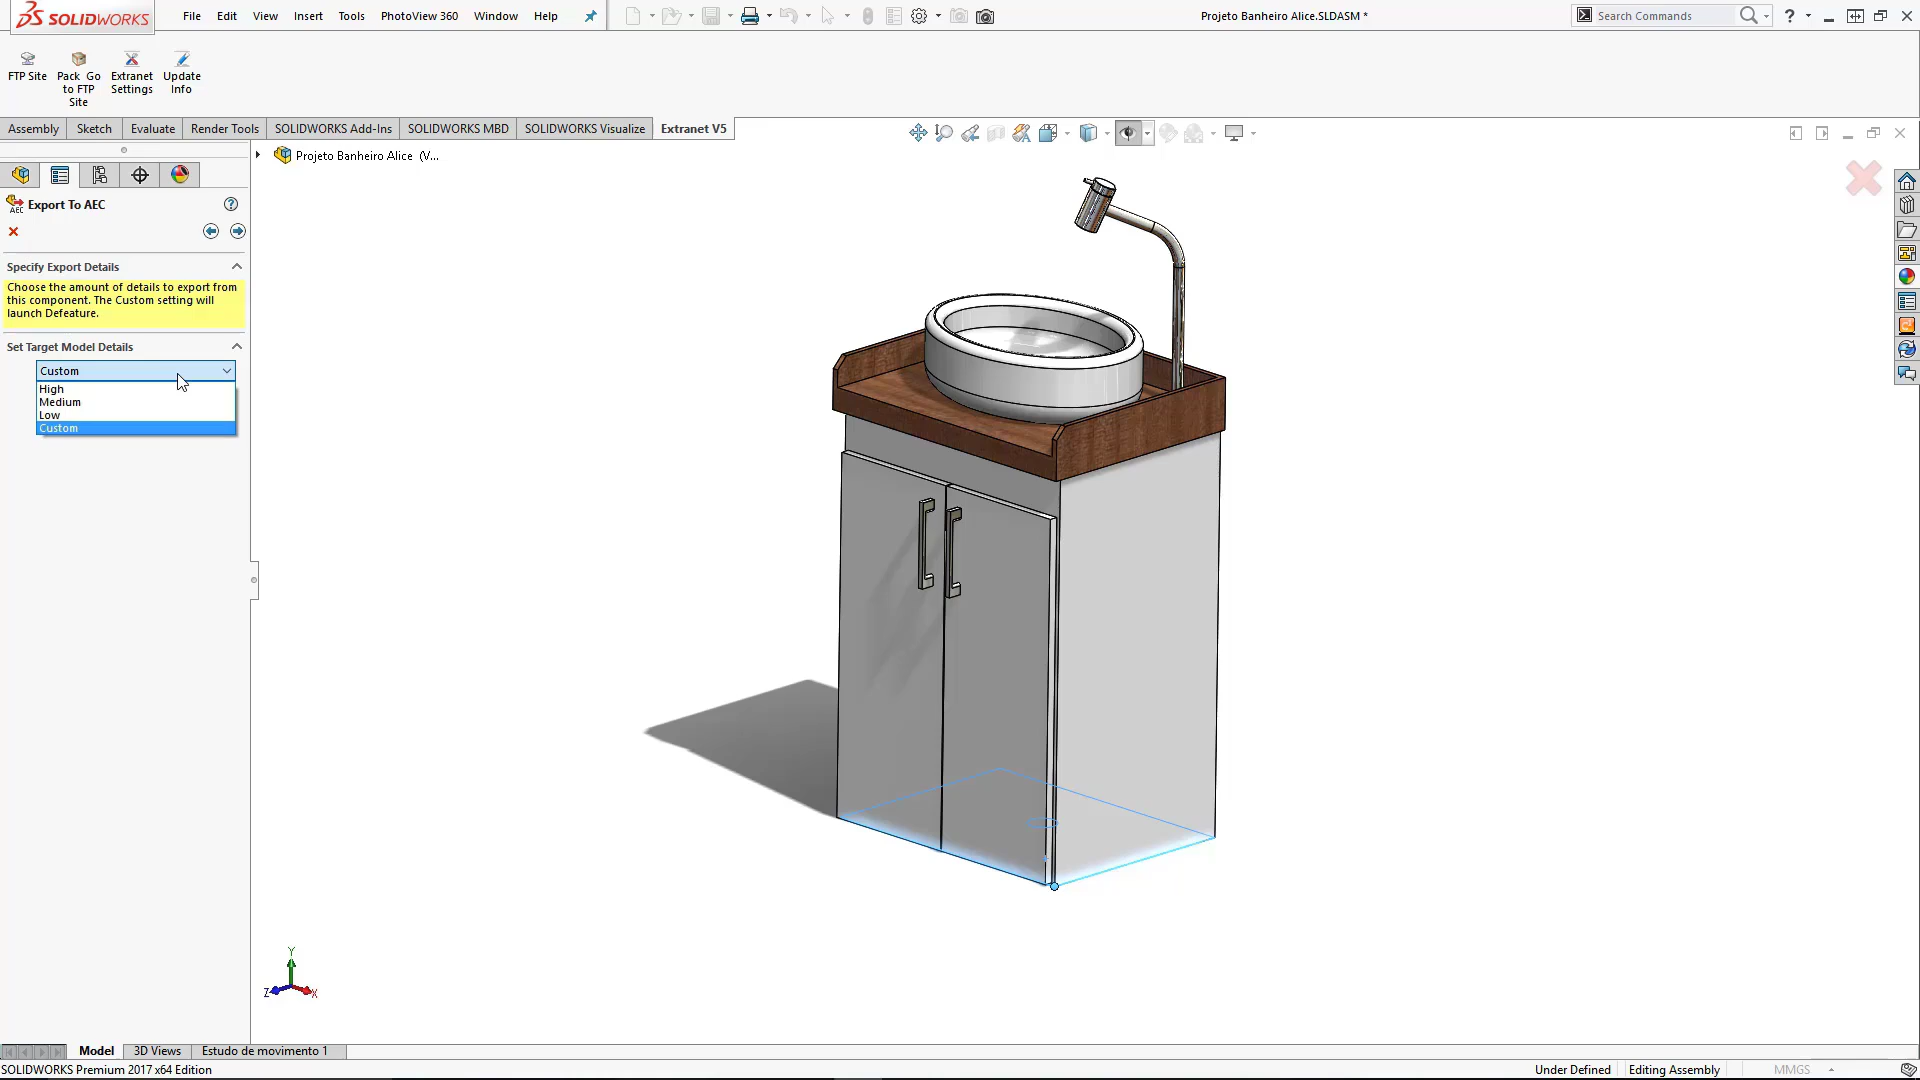 SOLIDWORKS
File Edit View Insert Tools PhotoView 360 Window Help
Projeto Banheiro Alice.SLDASM *
Search Commands
?
FTP Site
Pack Go to FTP Site
Extranet Settings
Update Info
Assembly Sketch Evaluate Render Tools SOLIDWORKS Add-Ins SOLIDWORKS MBD SOLIDWORKS Visualize Extranet V5
Projeto Banheiro Alice (V...
AEC
Export To AEC
?
Specify Export Details
Choose the amount of details to export from
this component. The Custom setting will
launch Defeature.
Set Target Model Details
Custom
High
Medium
Low
Custom
Y
Z
X
Model 3D Views Estudo de movimento 1
SOLIDWORKS Premium 2017 x64 Edition
Under Defined Editing Assembly MMGS